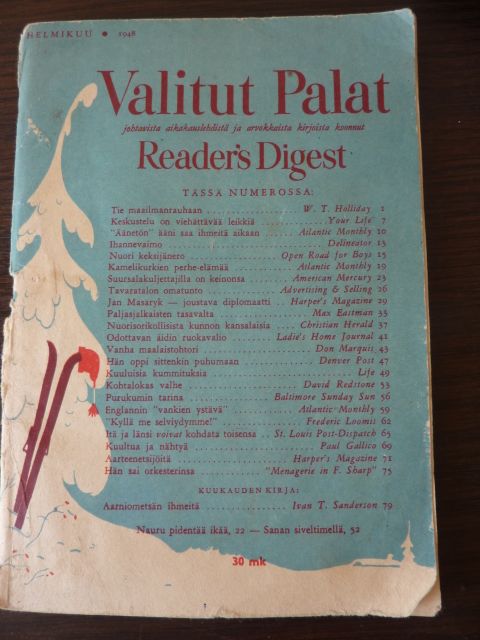 HELMIKUU • 1948
Valitut Palat
johtavista aikakauslehdistä ja arvokkaista kirjoista koonnut
Reader's Digest
TÄSSÄ NUMEROSSA:
Tie maailmanrauhaan .......... W. T. Holliday 1
Keskustelu on viehättävää leikkiä .......... "Your Life" 7
"Äänetön" ääni saa ihmeitä aikaan ...... Atlantic Monthly 10
Ihannevaimo .......... Delineator 13
Nuori keksijänero .......... Open Road for Boys 15
Kamelikurkien perhe-elämää .......... Atlantic Monthly 19
Suursalakuljettajilla on keinonsa ....... American Mercury 23
Tavaratalon omatunto .......... Advertising & Selling 26
Jan Masaryk — joustava diplomaatti .. Harper's Magazine 29
Paljasjalkaisten tasavalta .......... Max Eastman 33
Nuorisorikollisista kunnon kansalaisia .... Christian Herald 37
Odottavan äidin ruokavalio ........ Ladie's Home Journal 41
Vanha maalaistohtori .......... Don Marquis 43
Hän oppi sittenkin puhumaan .......... Denver Post 47
Kuuluisia kummituksia .......... Life 49
Kohtalokas valhe .......... David Redstone 53
Purukumin tarina .......... Baltimore Sunday Sun 56
Englannin "vankien ystävä" .......... Atlantic Monthly 59
"Kyllä me selviydymme!" .......... Frederic Loomis 62
Itä ja länsi voivat kohdata toisensa . St. Louis Post-Dispatch 65
Kuultua ja nähtyä .......... Paul Gallico 69
Aarteenetsijöitä .......... Harper's Magazine 71
Hän sai orkesterinsa ....... "Menagerie in F. Sharp" 75
KUUKAUDEN KIRJA:
Aarniometsän ihmeitä .......... Ivan T. Sanderson 79
Nauru pidentää ikää, 22 — Sanan siveltimellä, 52
30 mk